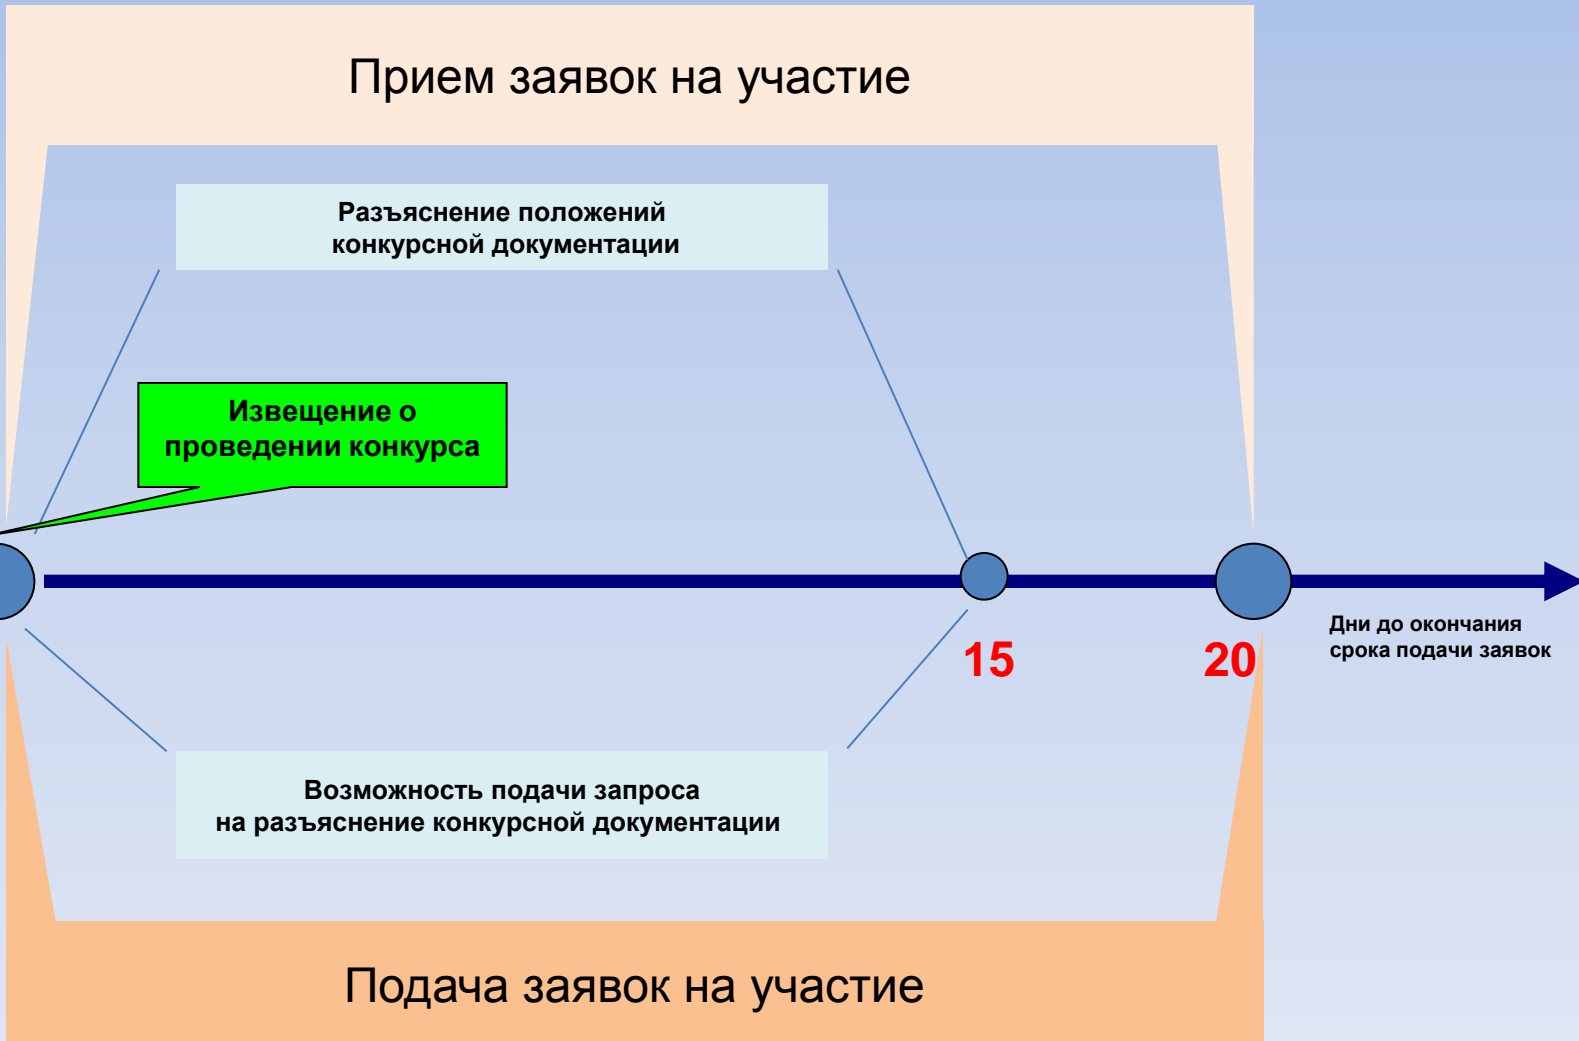 Прием заявок на участие
Разъяснение положений
конкурсной документации
Извещение о
проведении конкурса
15
20
Дни до окончания
срока подачи заявок
Возможность подачи запроса
на разъяснение конкурсной документации
Подача заявок на участие